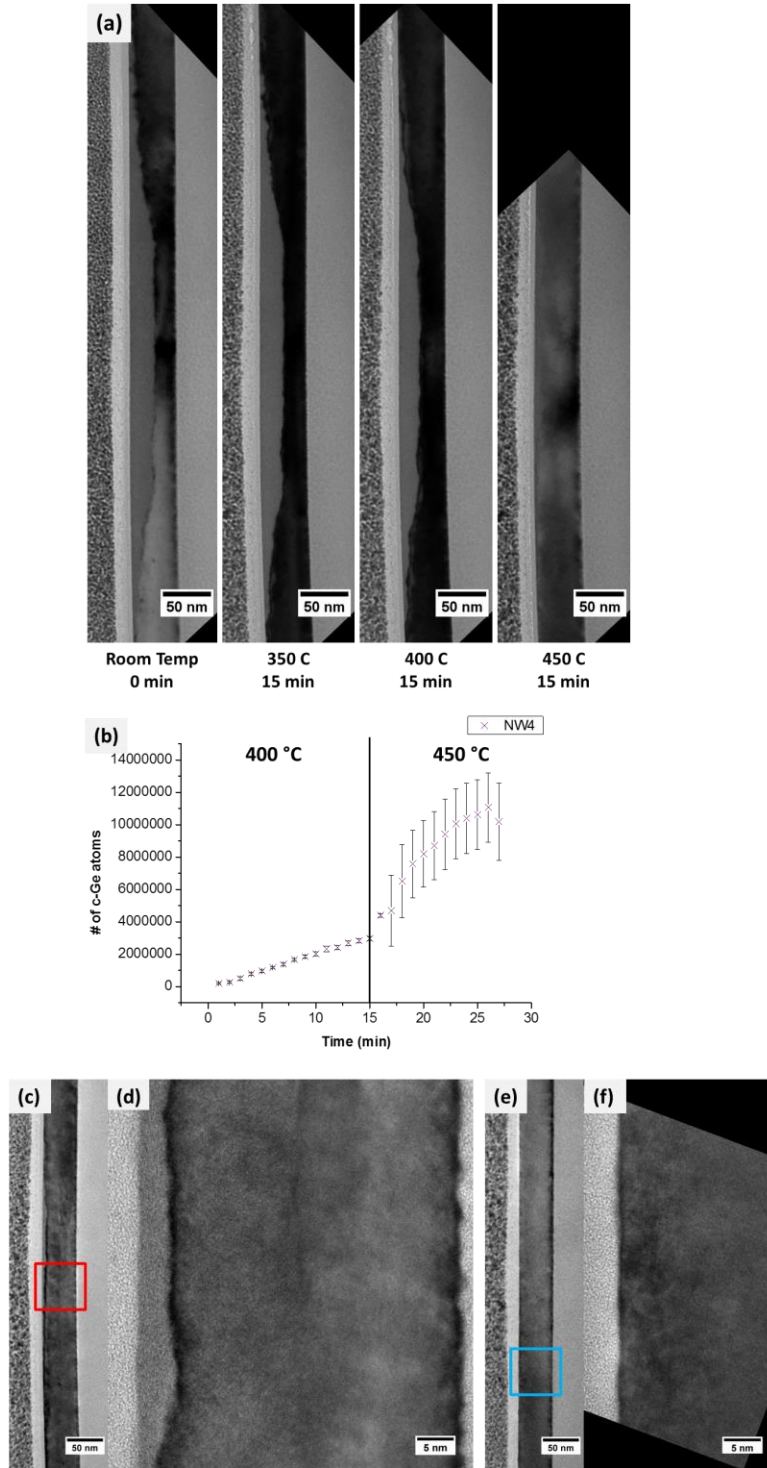 (a)
50 nm
50 nm
50 nm
50 nm
Room Temp
0 min
350 C
15 min
400 C
15 min
450 C
15 min
(b)
NW4
400 °C
450 °C
14000000
12000000
10000000
8000000
6000000
4000000
2000000
0
# of c-Ge atoms
0 5 10 15 20 25 30
Time (min)
(c)
50 nm
(d)
5 nm
(e)
50 nm
(f)
5 nm